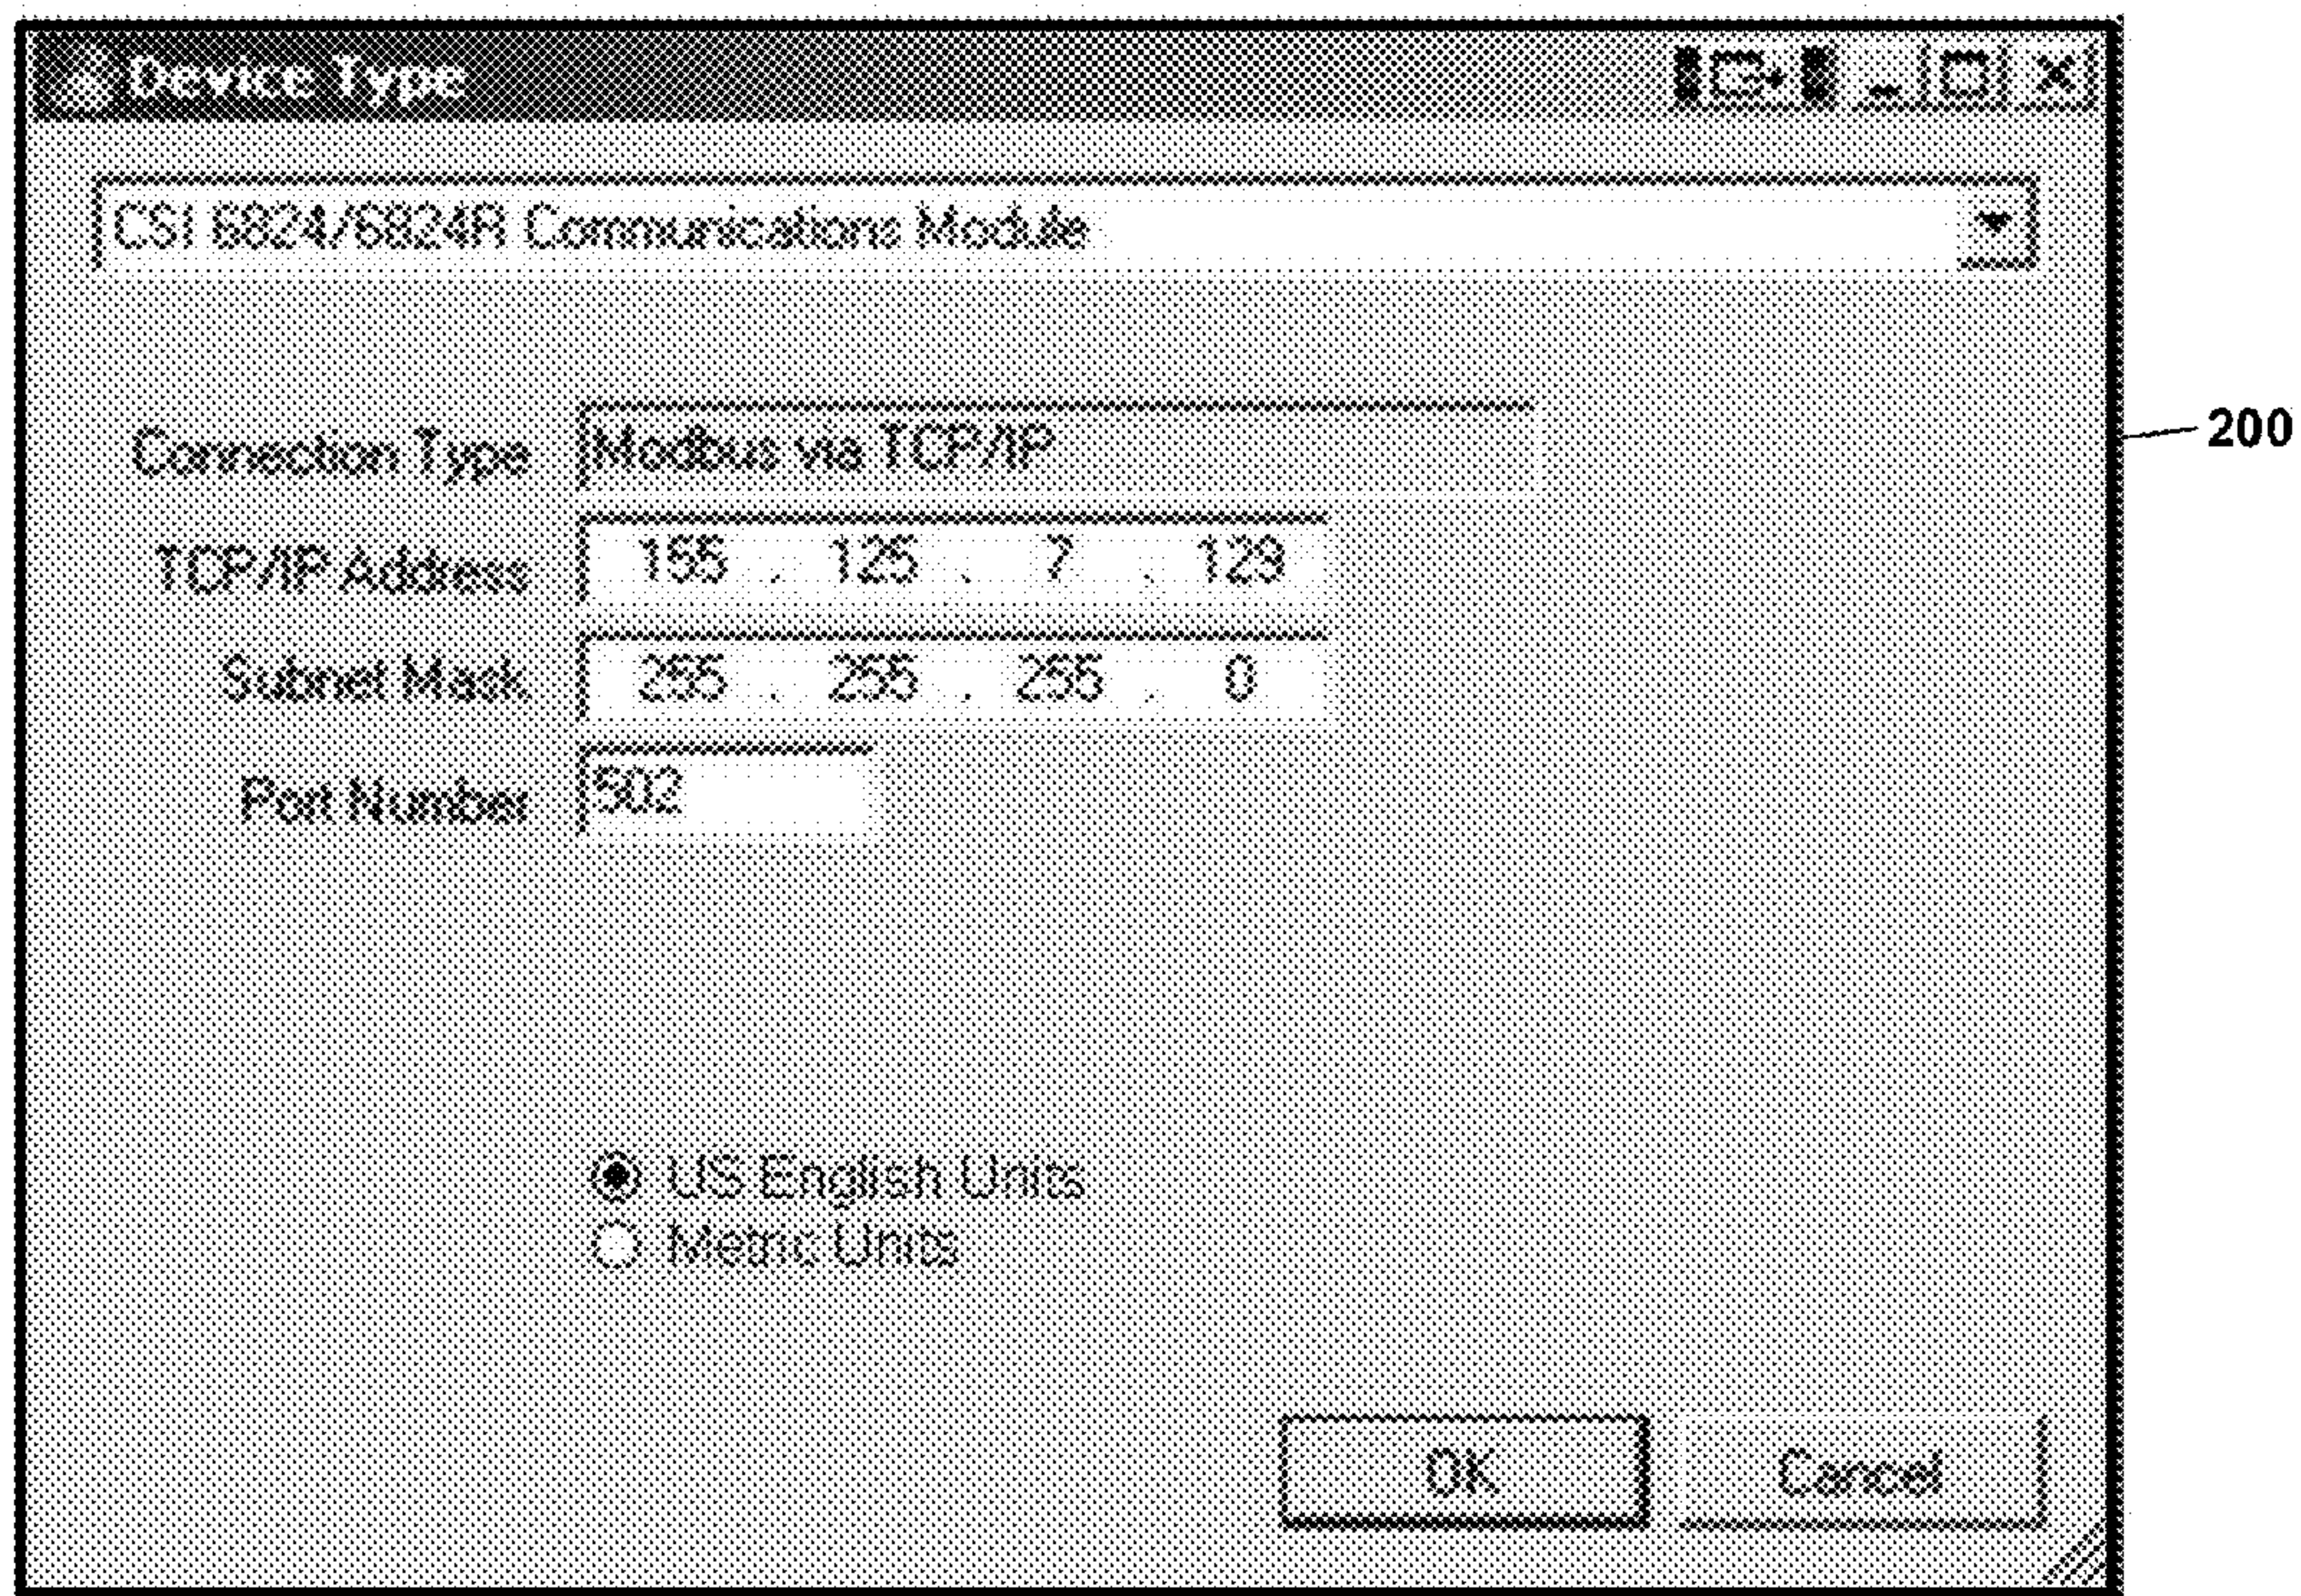 Device Type
CSI 6824/6824R Communications Module
Connection Type Modbus via TCP/IP
200
TCP/IP Address 155 . 125 . 7 . 129
Subnet Mask 255 . 255 . 255 . 0
Port Number 502
US English Units
Metric Units
OK Cancel